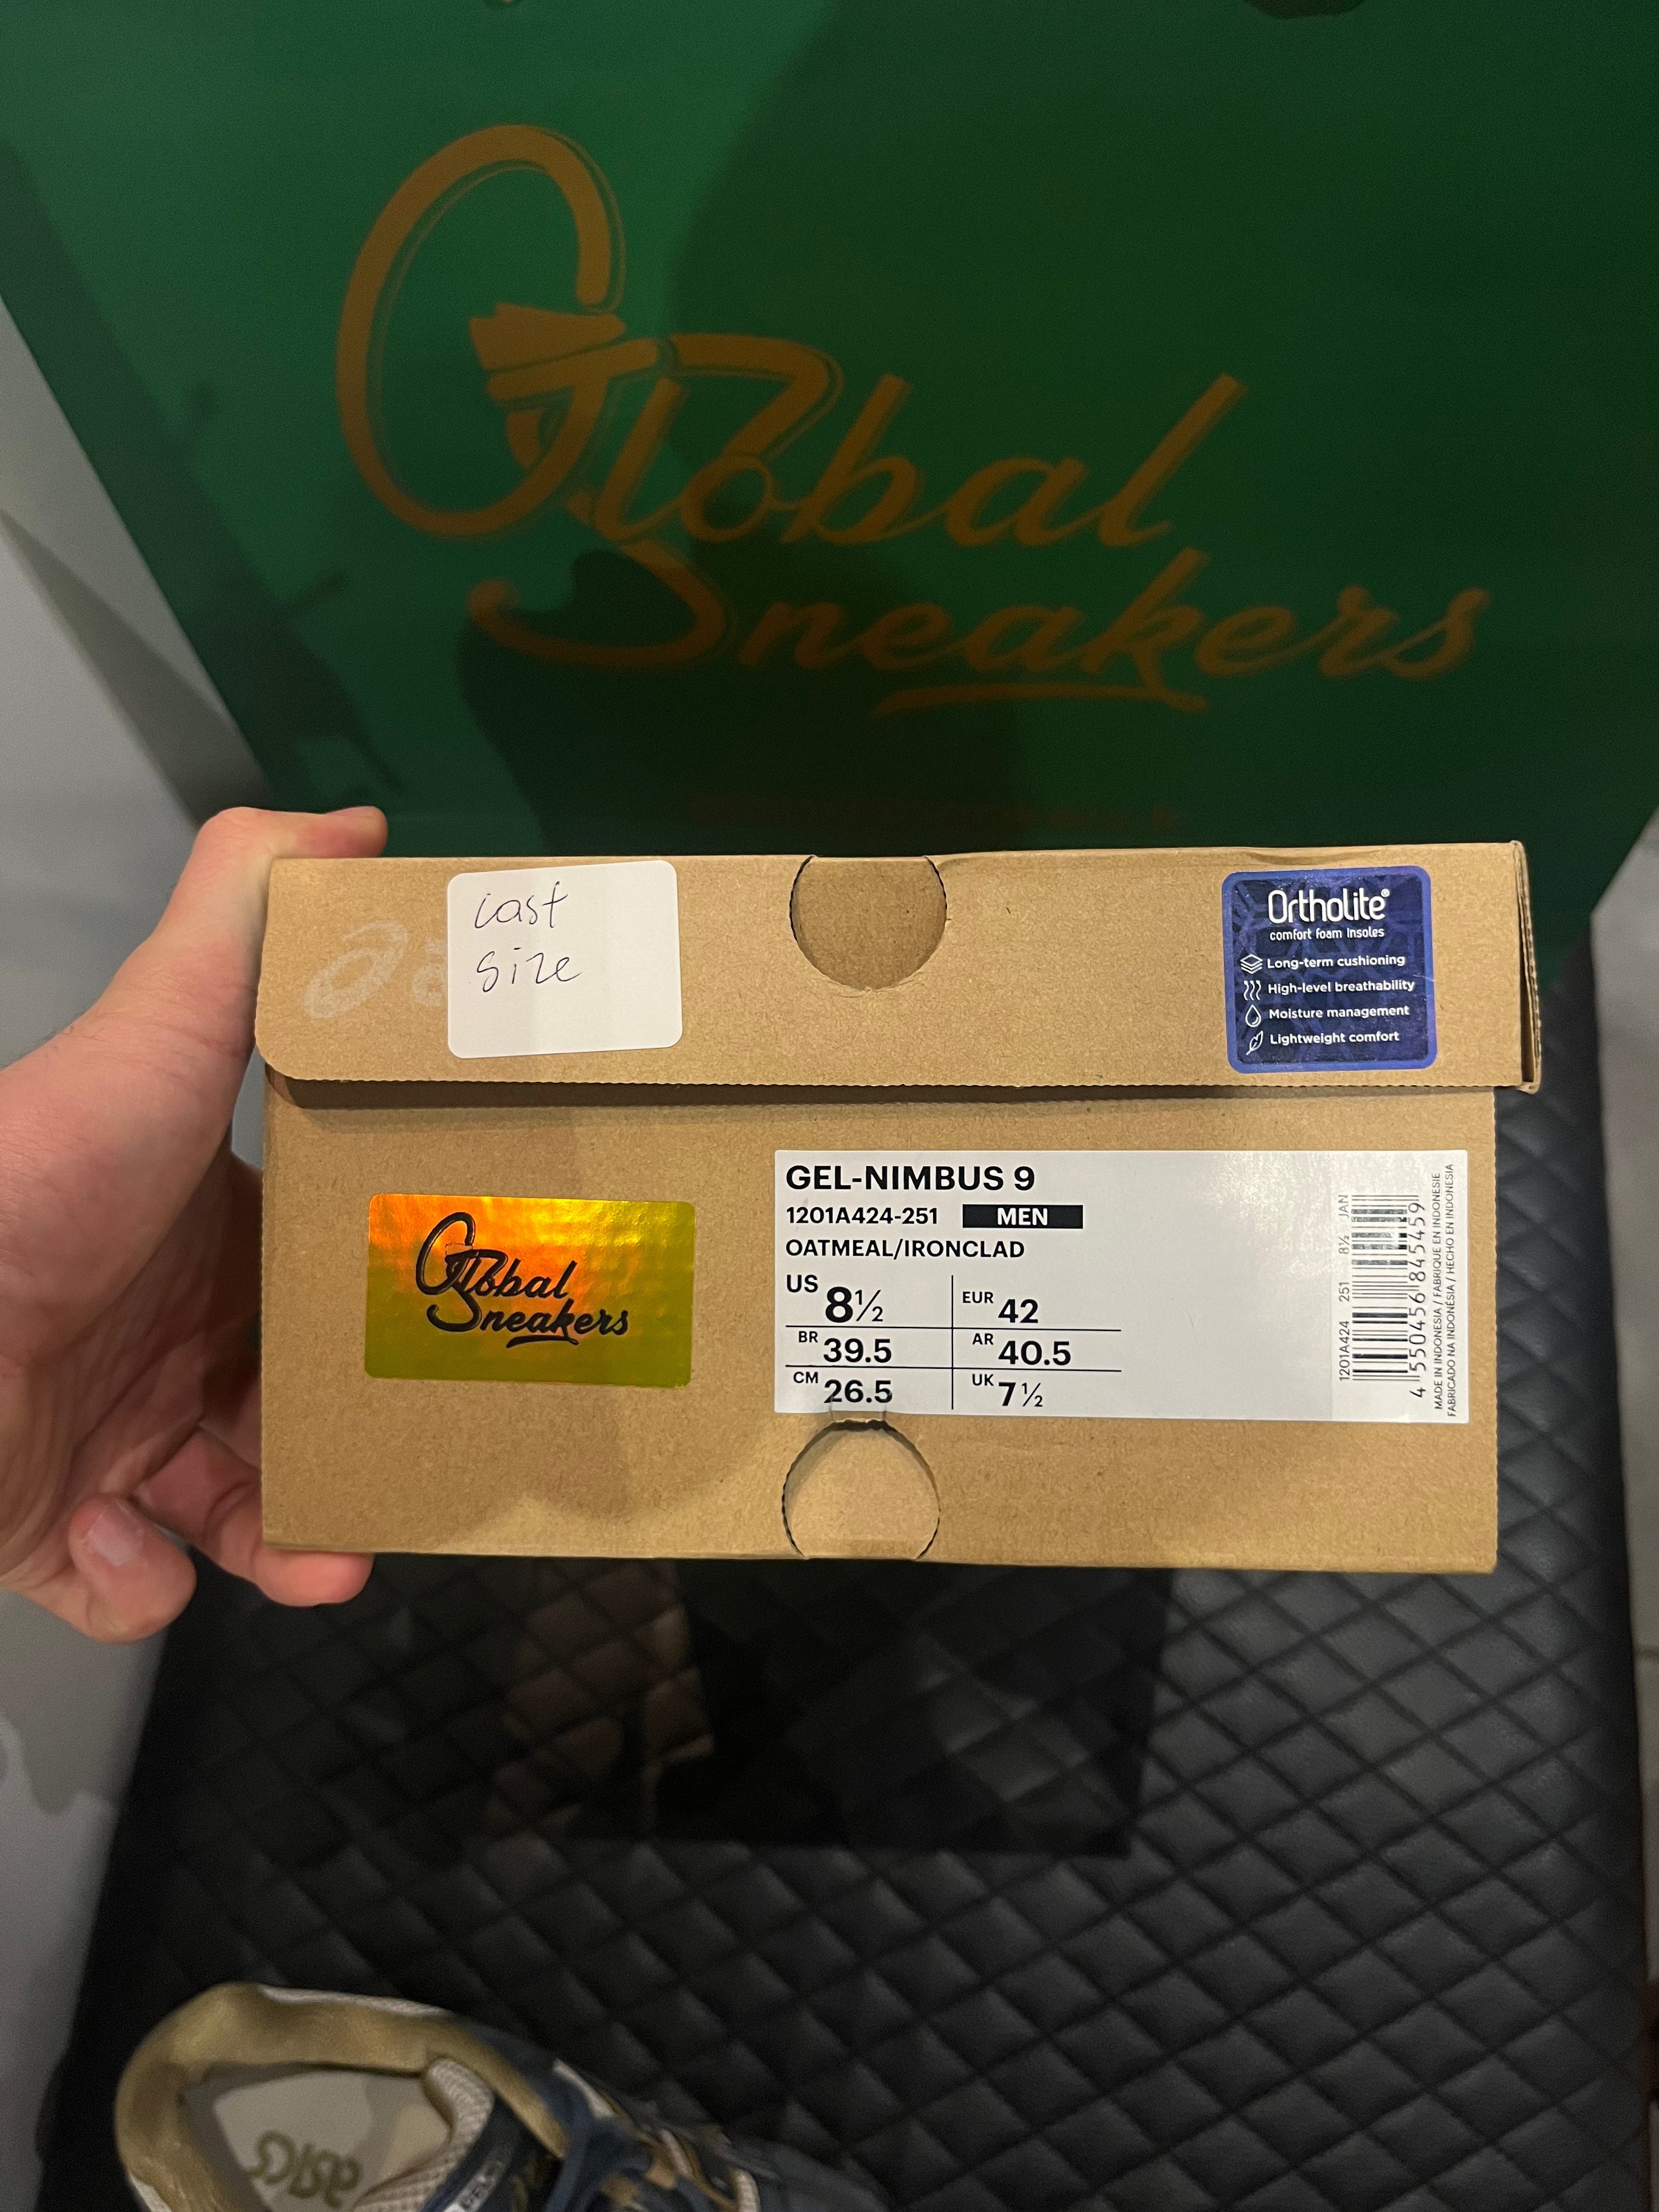 Global
Sneakers
last
size
Ortholite®
comfort foam insoles
Long-term cushioning
High-level breathability
Moisture management
Lightweight comfort
Global
Sneakers
GEL-NIMBUS 9
1201A424-251 MEN
OATMEAL/IRONCLAD
US 8½ EUR 42
BR 39.5 AR 40.5
CM 26.5 UK 7½
1201A424 251 8½ JAN
4 550456 845459
MADE IN INDONESIA / FABRIQUE EN INDONESIE
FABRICADO NA INDONÉSIA / HECHO EN INDONESIA
asics